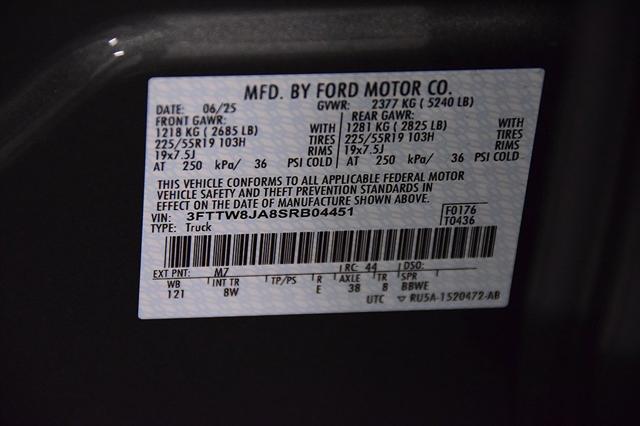 MFD. BY FORD MOTOR CO.
DATE: 06/25 GVWR: 2377 KG ( 5240 LB)
FRONT GAWR: REAR GAWR:
1218 KG ( 2685 LB) WITH 1281 KG ( 2825 LB) WITH
225/55R19 103H TIRES 225/55R19 103H TIRES
19x7.5J RIMS 19x7.5J RIMS
AT 250 kPa/ 36 PSI COLD AT 250 kPa/ 36 PSI COLD
THIS VEHICLE CONFORMS TO ALL APPLICABLE FEDERAL MOTOR
VEHICLE SAFETY AND THEFT PREVENTION STANDARDS IN
EFFECT ON THE DATE OF MANUFACTURE SHOWN ABOVE.
VIN: 3FTTW8JA8SRB04451 F0176
TYPE: Truck T0436
EXT PNT: M7 RC: 44 DSO:
WB INT TR TP/PS R AXLE TR SPR
121 8W E 38 8 BBWE
UTC ▽ RU5A-1520472-AB